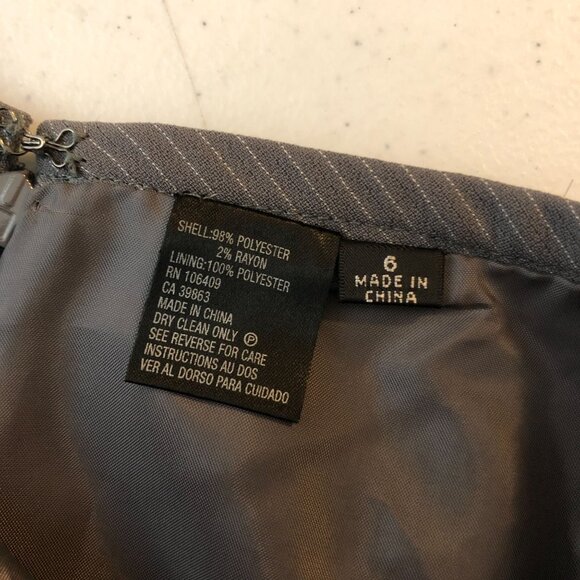 SHELL:98% POLYESTER
2% RAYON
LINING:100% POLYESTER
RN 106409
CA 39863
MADE IN CHINA
DRY CLEAN ONLY Ⓟ
SEE REVERSE FOR CARE
INSTRUCTIONS AU DOS
VER AL DORSO PARA CUIDADO
6
MADE IN
CHINA